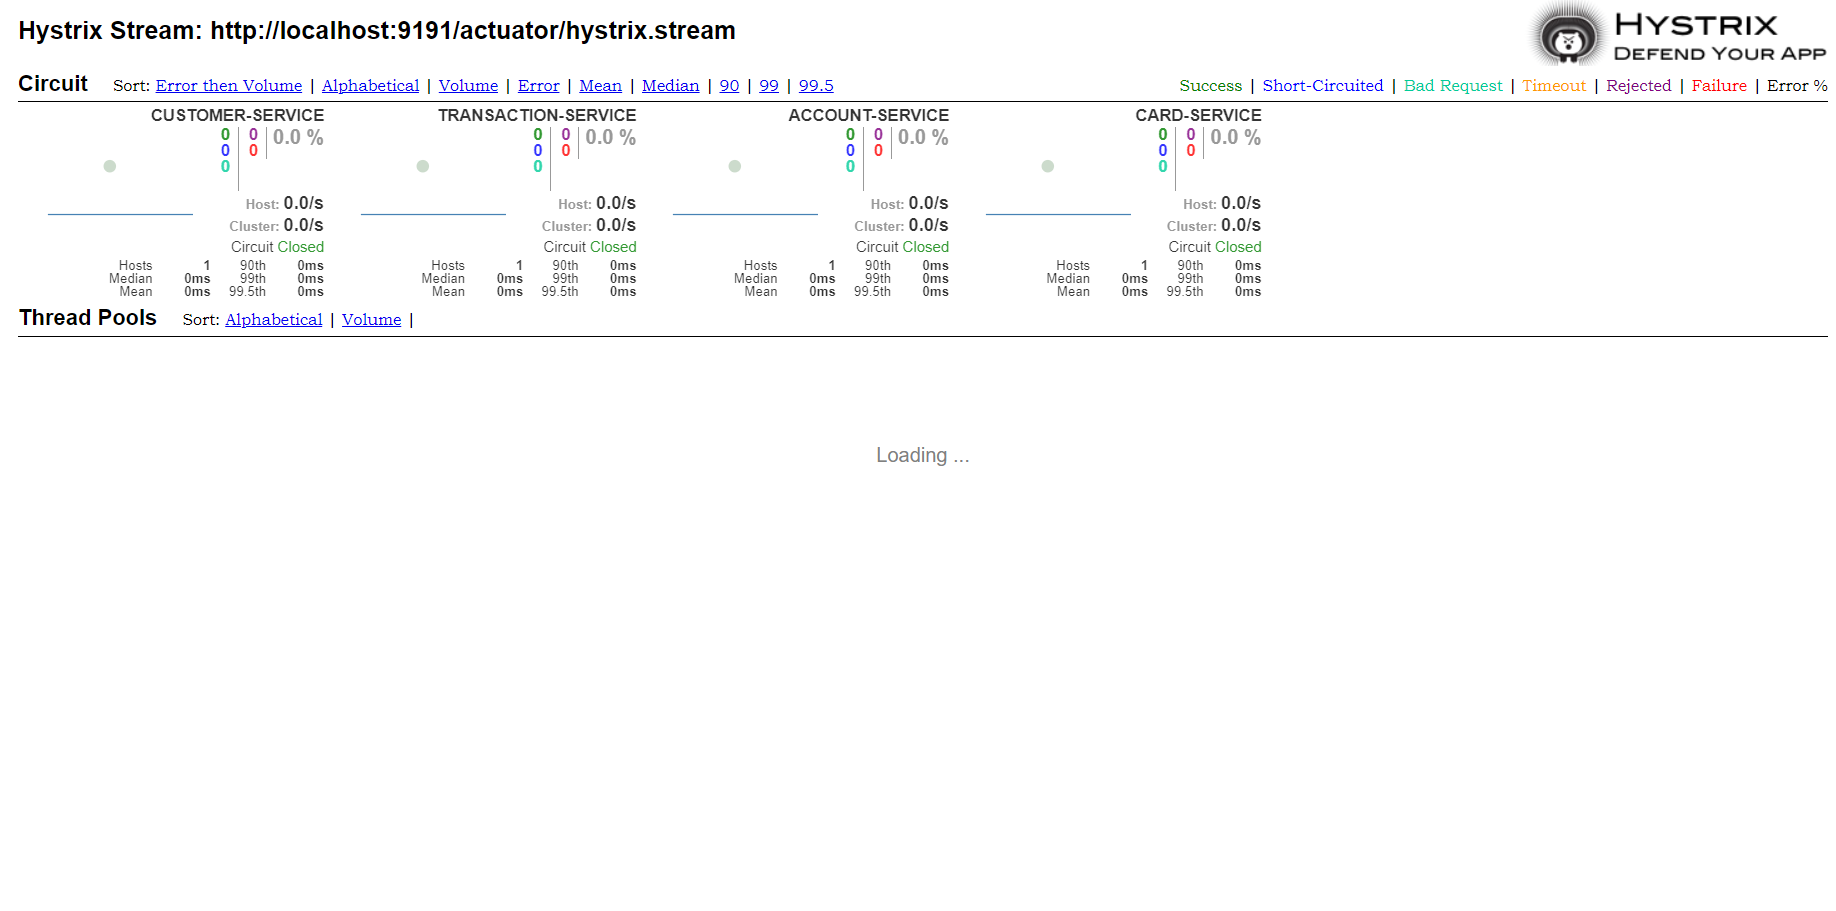 Hystrix Stream: http://localhost:9191/actuator/hystrix.stream
HYSTRIX
DEFEND YOUR APP
Circuit Sort: Error then Volume | Alphabetical | Volume | Error | Mean | Median | 90 | 99 | 99.5
Success | Short-Circuited | Bad Request | Timeout | Rejected | Failure | Error %
CUSTOMER-SERVICE
0 0 0.0 %
0 0
0
Host: 0.0/s
Cluster: 0.0/s
Circuit Closed
Hosts 1 90th 0ms
Median 0ms 99th 0ms
Mean 0ms 99.5th 0ms
TRANSACTION-SERVICE
0 0 0.0 %
0 0
0
Host: 0.0/s
Cluster: 0.0/s
Circuit Closed
Hosts 1 90th 0ms
Median 0ms 99th 0ms
Mean 0ms 99.5th 0ms
ACCOUNT-SERVICE
0 0 0.0 %
0 0
0
Host: 0.0/s
Cluster: 0.0/s
Circuit Closed
Hosts 1 90th 0ms
Median 0ms 99th 0ms
Mean 0ms 99.5th 0ms
CARD-SERVICE
0 0 0.0 %
0 0
0
Host: 0.0/s
Cluster: 0.0/s
Circuit Closed
Hosts 1 90th 0ms
Median 0ms 99th 0ms
Mean 0ms 99.5th 0ms
Thread Pools Sort: Alphabetical | Volume |
Loading ...